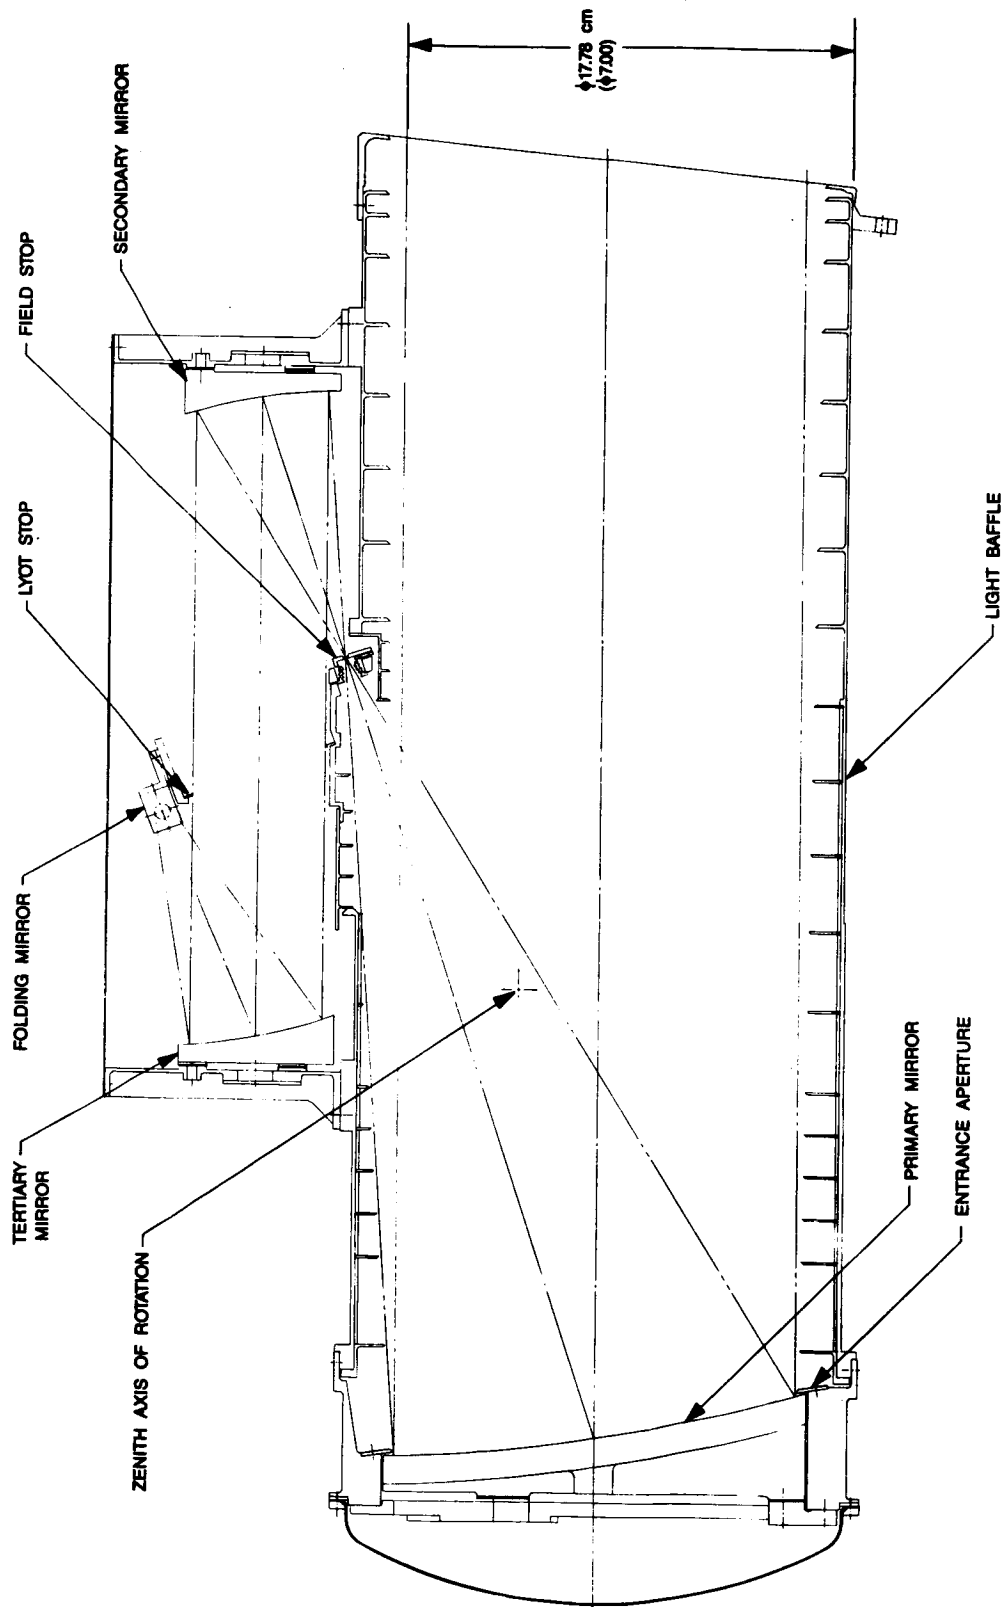 TERTIARY
MIRROR
FOLDING MIRROR
LYOT STOP
FIELD STOP
SECONDARY MIRROR
ZENITH AXIS OF ROTATION
ϕ17.78 cm
(ϕ7.00)
PRIMARY MIRROR
ENTRANCE APERTURE
LIGHT BAFFLE